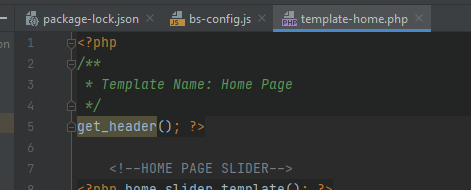 package-lock.json bs-config.js template-home.php
on
1 <?php
2 /**
3 * Template Name: Home Page
4 */
5 get_header(); ?>
6
7 <!--HOME PAGE SLIDER-->
8 <?php home_slider_template(); ?>